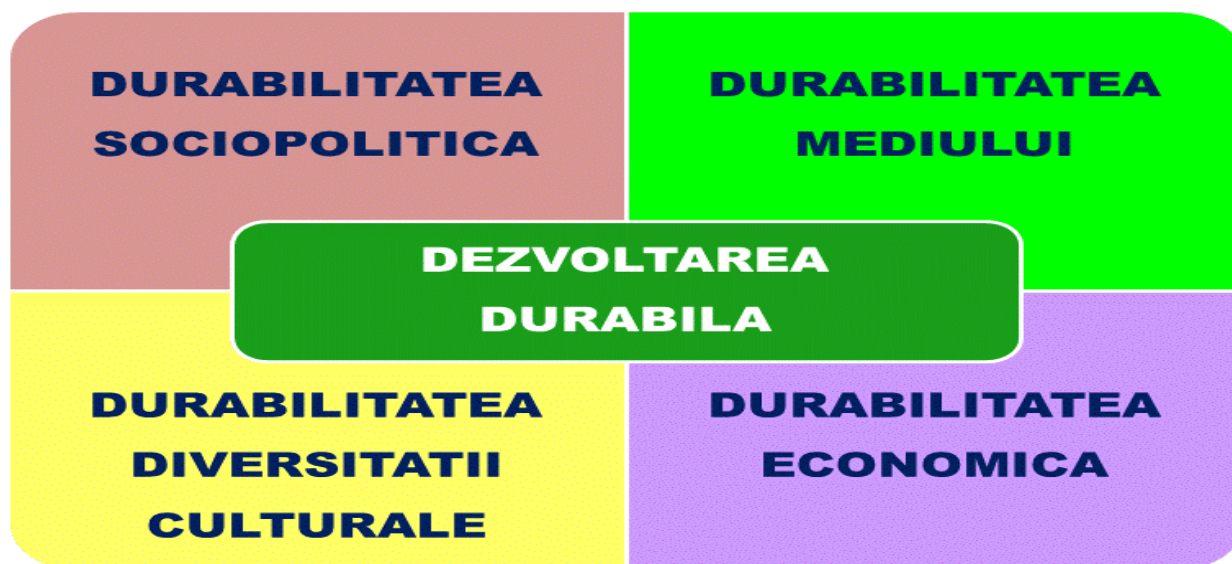 DURABILITATEA
SOCIOPOLITICA
DURABILITATEA
MEDIULUI
DEZVOLTAREA
DURABILA
DURABILITATEA
DIVERSITATII
CULTURALE
DURABILITATEA
ECONOMICA